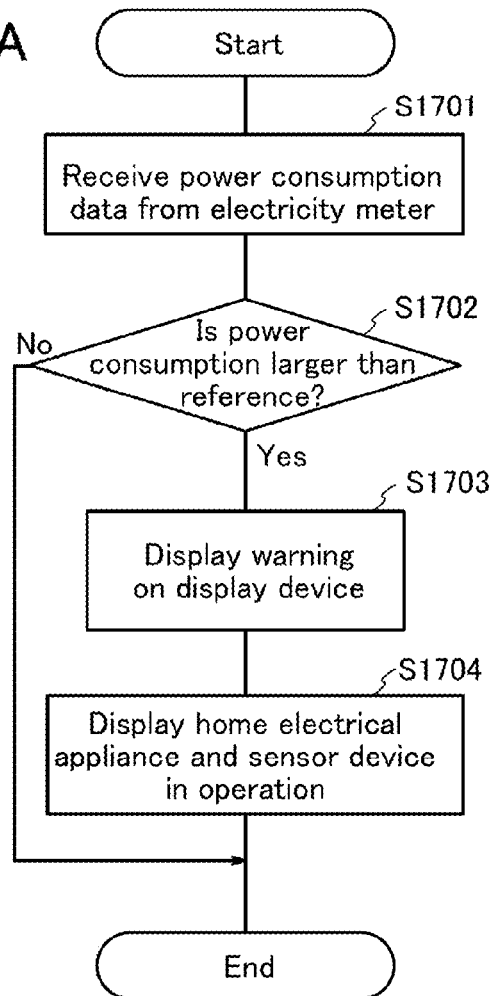 A
Start
S1701
Receive power consumption
data from electricity meter
S1702
No
Is power
consumption larger than
reference?
Yes
S1703
Display warning
on display device
S1704
Display home electrical
appliance and sensor device
in operation
End